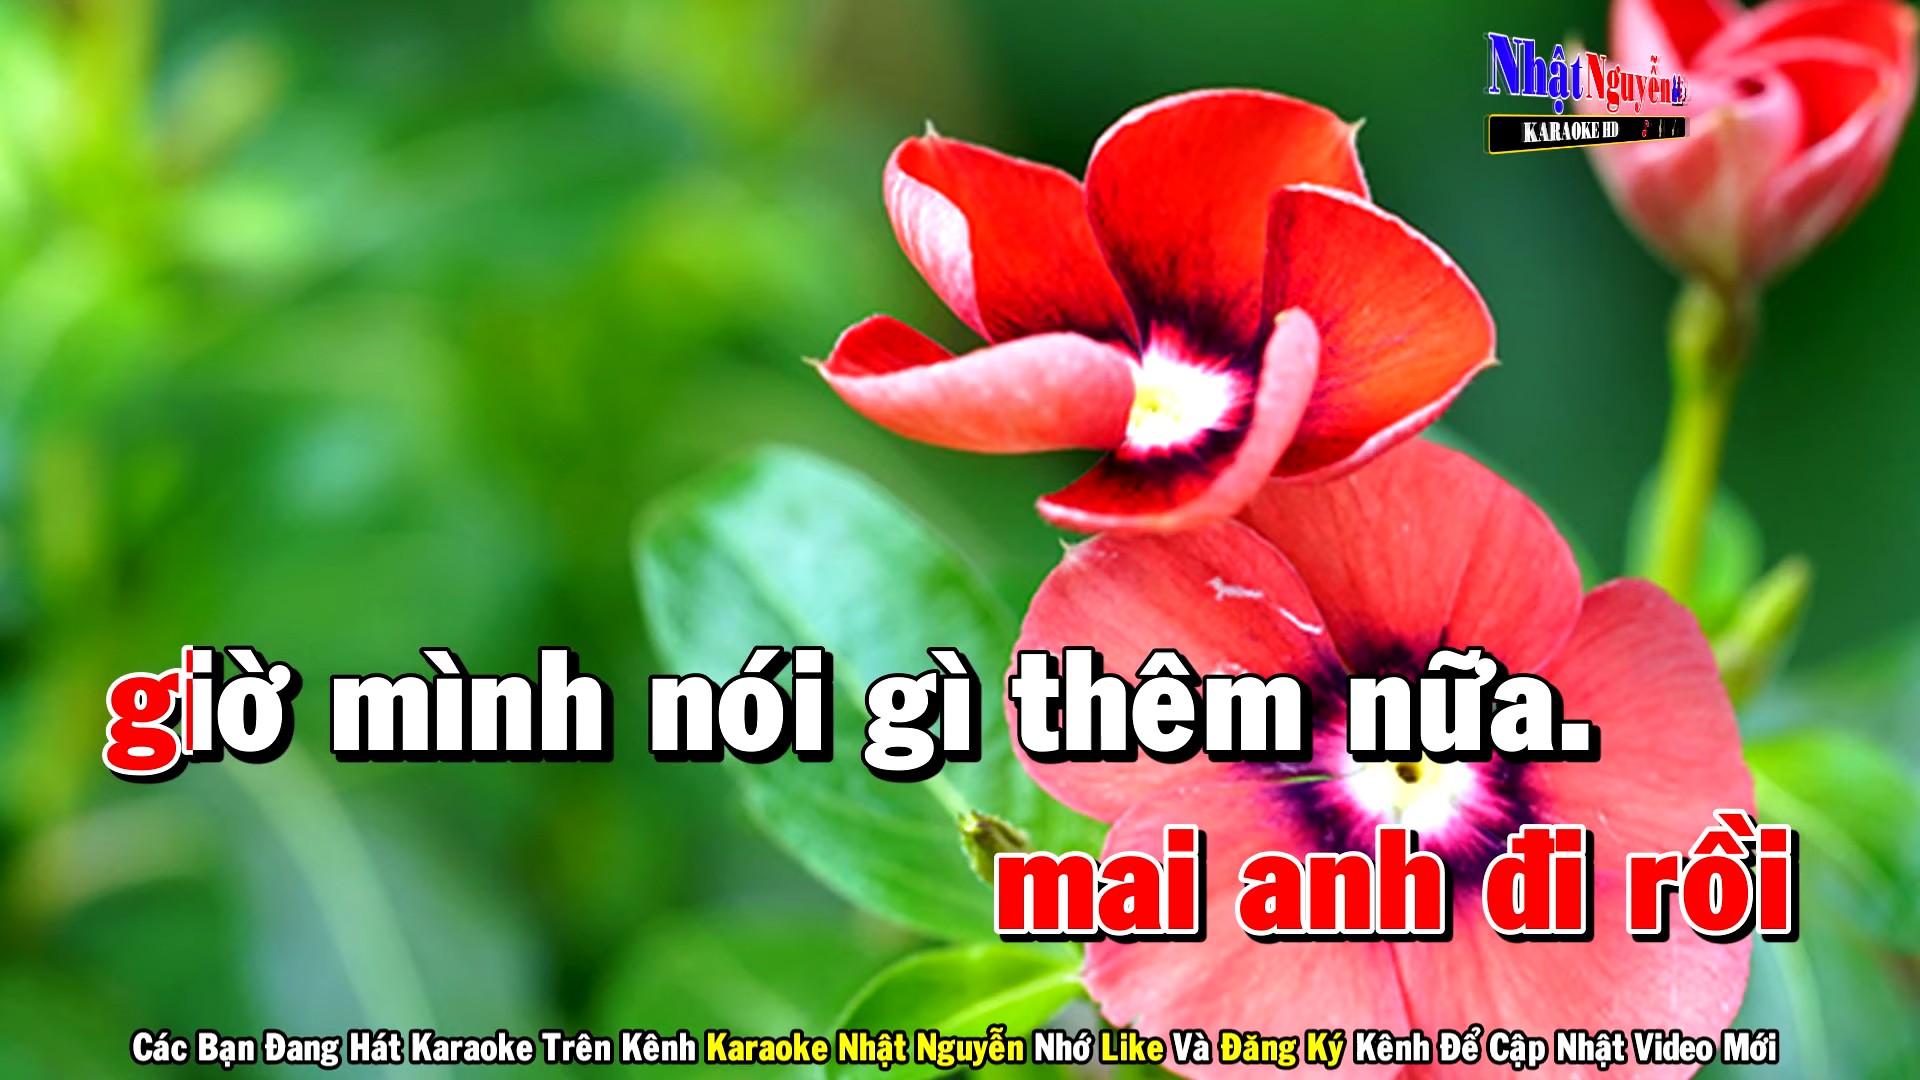 Nhật Nguyễn
KARAOKE HD
giờ mình nói gì thêm nữa.
mai anh đi rồi
Các Bạn Đang Hát Karaoke Trên Kênh Karaoke Nhật Nguyễn Nhớ Like Và Đăng Ký Kênh Để Cập Nhật Video Mới